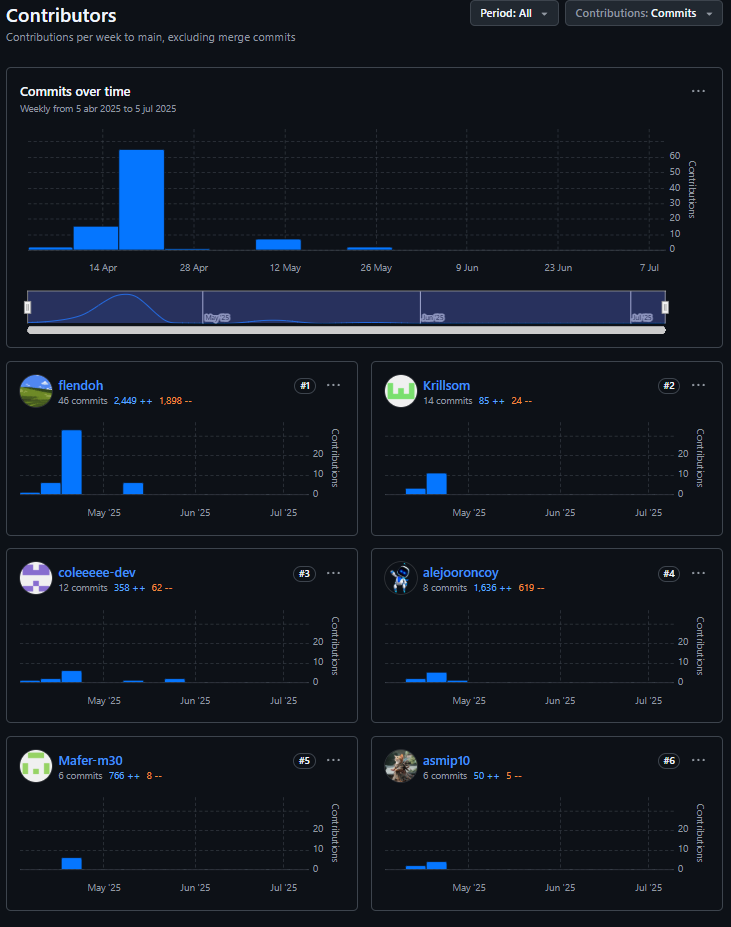 Contributors
Period: All
Contributions: Commits
Contributions per week to main, excluding merge commits
Commits over time
Weekly from 5 abr 2025 to 5 jul 2025
60
50
40
30
20
10
0
Contributions
14 Apr 28 Apr 12 May 26 May 9 Jun 23 Jun 7 Jul
May '25 Jun '25 Jul '25
flendoh #1
46 commits 2,449 ++ 1,898 --
20
10
0
Contributions
May '25 Jun '25 Jul '25
Krillsom #2
14 commits 85 ++ 24 --
20
10
0
Contributions
May '25 Jun '25 Jul '25
coleeeee-dev #3
12 commits 358 ++ 62 --
20
10
0
Contributions
May '25 Jun '25 Jul '25
alejooroncoy #4
8 commits 1,636 ++ 619 --
20
10
0
Contributions
May '25 Jun '25 Jul '25
Mafer-m30 #5
6 commits 766 ++ 8 --
20
10
0
Contributions
May '25 Jun '25 Jul '25
asmip10 #6
6 commits 50 ++ 5 --
20
10
0
Contributions
May '25 Jun '25 Jul '25